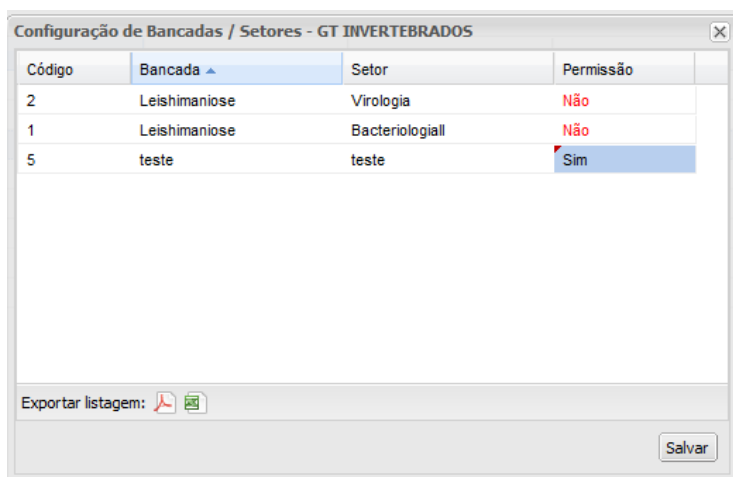 Configuração de Bancadas / Setores - GT INVERTEBRADOS
Código Bancada Setor Permissão
2 Leishimaniose Virologia Não
1 Leishimaniose Bacteriologiall Não
5 teste teste Sim
Exportar listagem:
Salvar